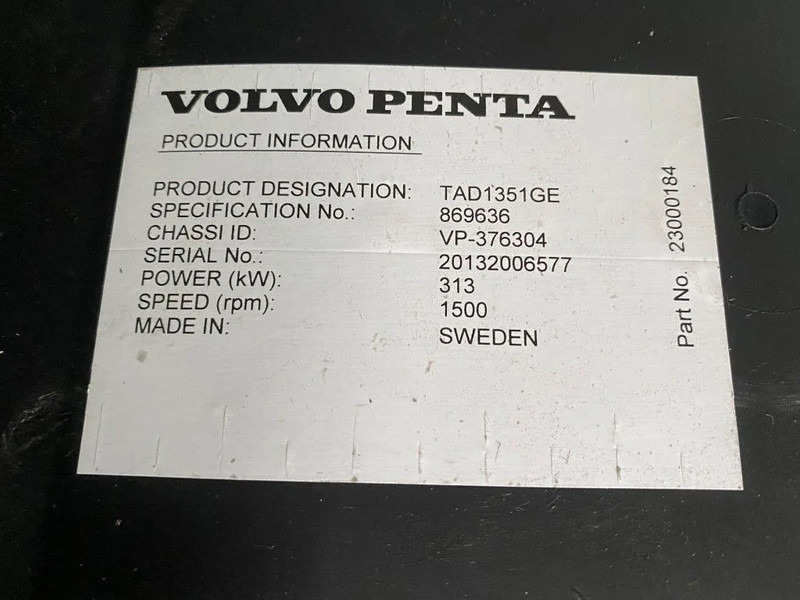 VOLVO PENTA
PRODUCT INFORMATION
PRODUCT DESIGNATION: TAD1351GE
SPECIFICATION No.: 869636
CHASSI ID: VP-376304
SERIAL No.: 20132006577
POWER (kW): 313
SPEED (rpm): 1500
MADE IN: SWEDEN
Part No. 23000184